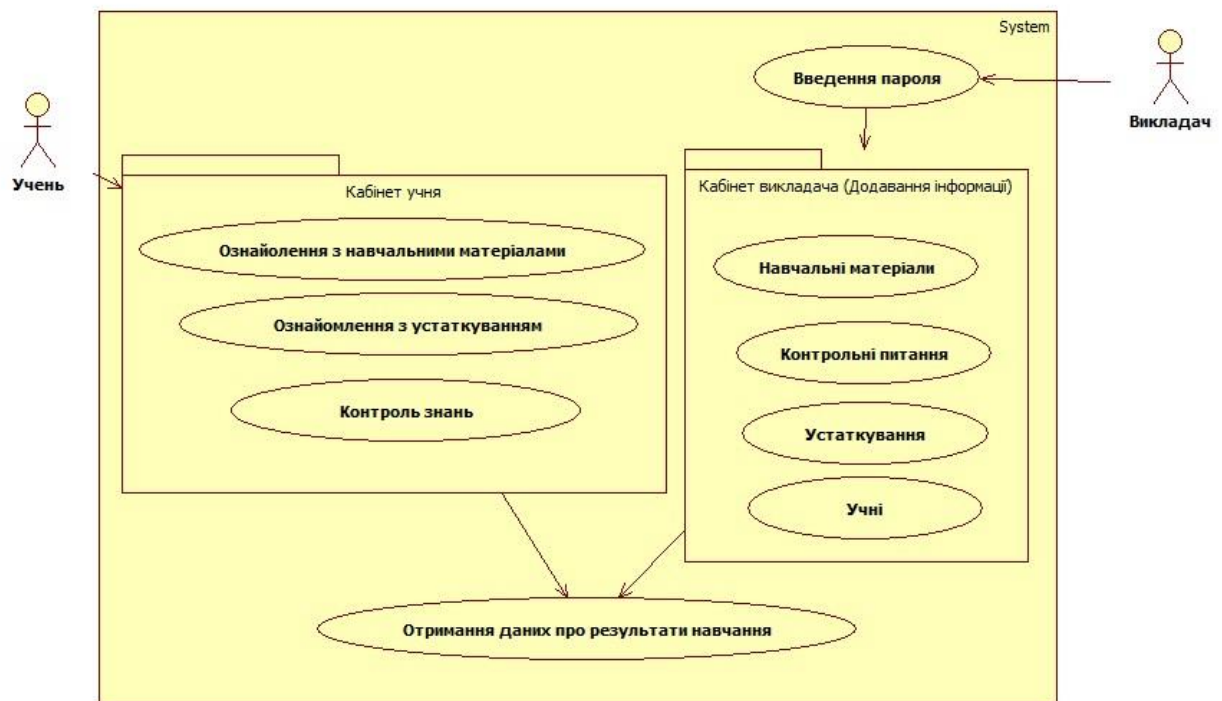 System
Введення пароля
Викладач
Учень
Кабінет учня
Кабінет викладача (Додавання інформації)
Ознайолення з навчальними матеріалами
Навчальні матеріали
Ознайомлення з устаткуванням
Контрольні питання
Контроль знань
Устаткування
Учні
Отримання даних про результати навчання